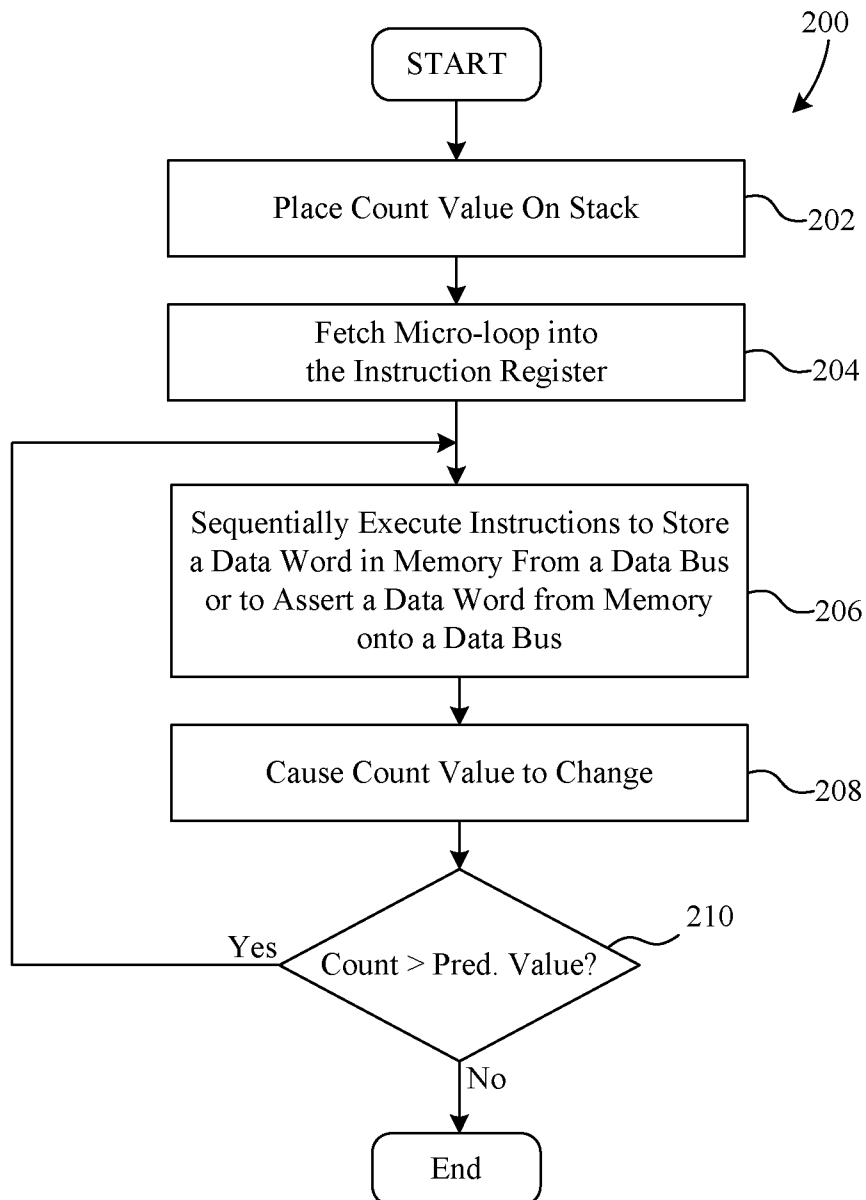 200
START
Place Count Value On Stack
202
Fetch Micro-loop into
the Instruction Register
204
Sequentially Execute Instructions to Store
a Data Word in Memory From a Data Bus
or to Assert a Data Word from Memory
onto a Data Bus
206
Cause Count Value to Change
208
210
Yes
Count > Pred. Value?
No
End